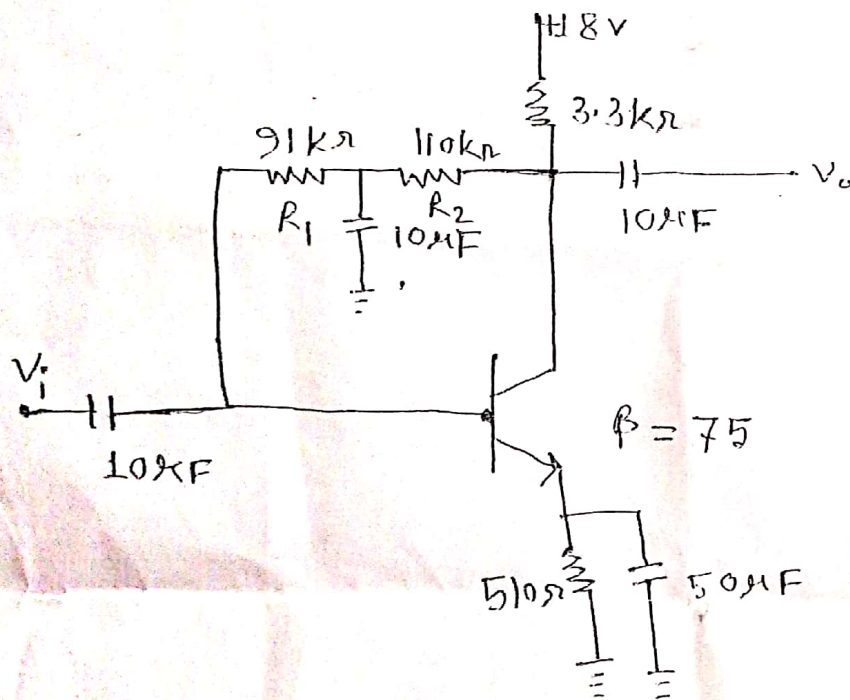 +18V
3.3kΩ
91kΩ
110kΩ
R1
R2
10μF
Vo
10μF
Vi
10μF
β = 75
510Ω
50μF